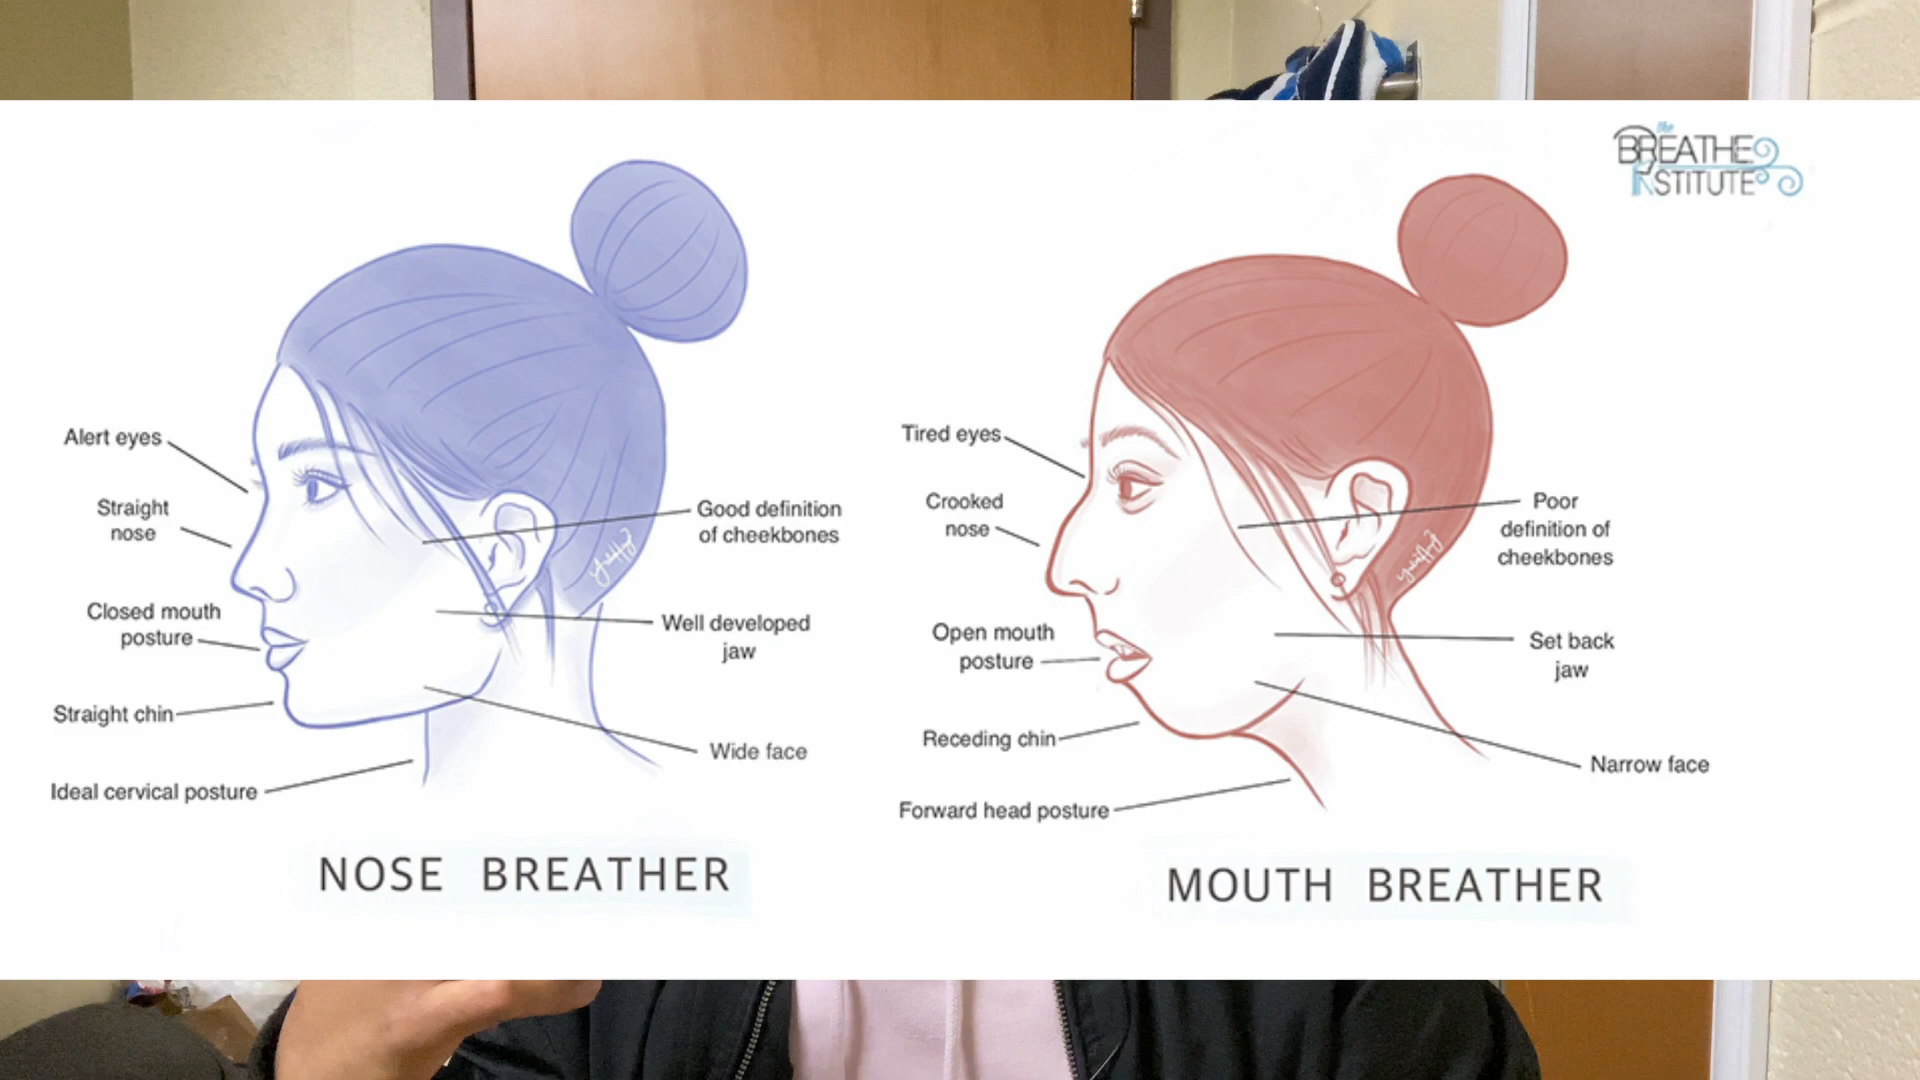 the
BREATHE
INSTITUTE
Alert eyes
Straight
nose
Closed mouth
posture
Straight chin
Ideal cervical posture
Good definition
of cheekbones
Well developed
jaw
Wide face
NOSE BREATHER
Tired eyes
Crooked
nose
Open mouth
posture
Receding chin
Forward head posture
Poor
definition of
cheekbones
Set back
jaw
Narrow face
MOUTH BREATHER